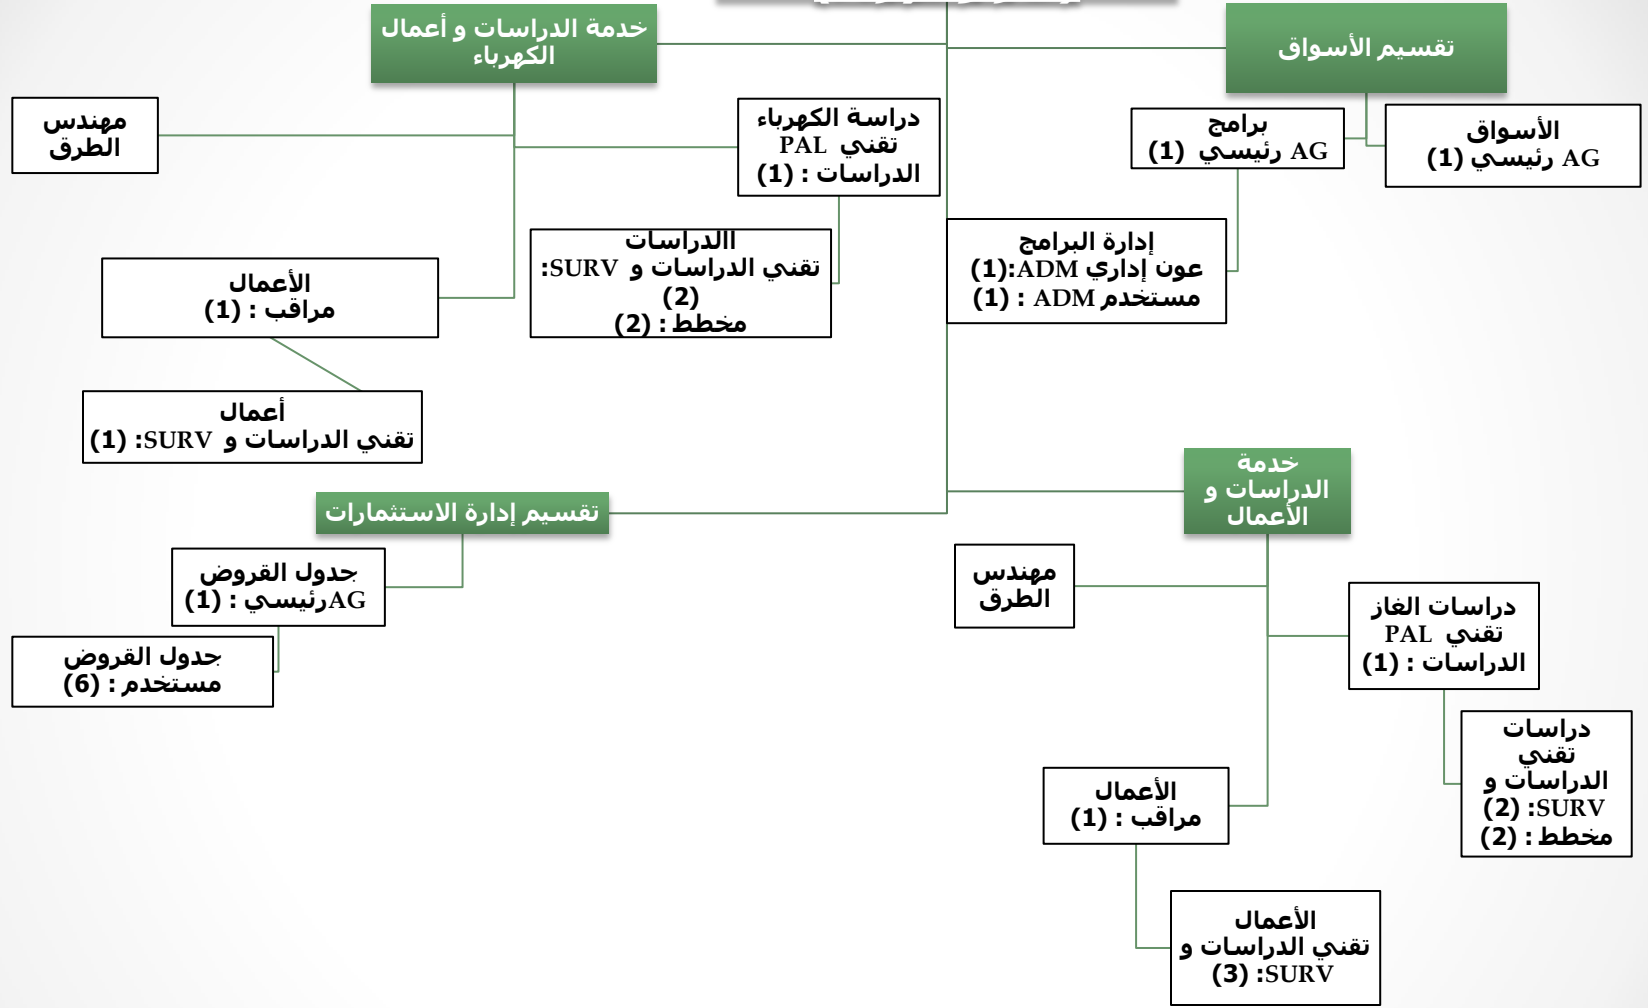 خدمة الدراسات و أعمال
الكهرباء
تقسيم الأسواق
مهندس
الطرق
دراسة الكهرباء
تقني PAL
الدراسات : (1)
برامج
AG رئيسي (1)
الأسواق
AG رئيسي (1)
االدراسات
تقني الدراسات و SURV:
(2)
مخطط : (2)
إدارة البرامج
عون إداري ADM:(1)
مستخدم ADM : (1)
الأعمال
مراقب : (1)
أعمال
تقني الدراسات و SURV: (1)
خدمة
الدراسات و
الأعمال
تقسيم إدارة الاستثمارات
جدول القروض
AGرئيسي : (1)
جدول القروض
مستخدم : (6)
مهندس
الطرق
دراسات الغاز
تقني PAL
الدراسات : (1)
دراسات
تقني
الدراسات و
SURV: (2)
مخطط : (2)
الأعمال
مراقب : (1)
الأعمال
تقني الدراسات و
SURV: (3)